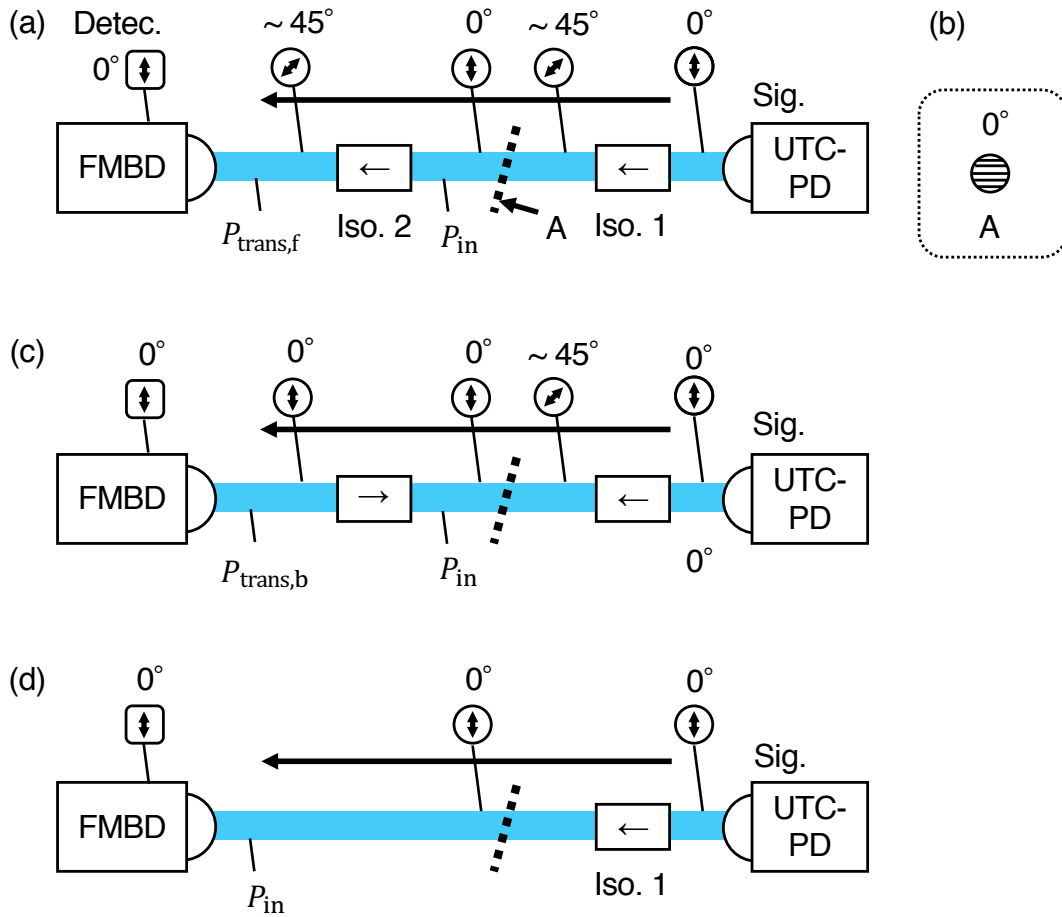 (a) Detec. ~ 45° 0° ~ 45° 0° (b)
0° Sig. 0°
FMBD ← ← UTC-
PD
P_trans,f Iso. 2 P_in A Iso. 1 A
(c) 0° 0° 0° ~ 45° 0°
Sig.
FMBD → ← UTC-
PD
P_trans,b P_in 0°
(d) 0° 0° 0°
Sig.
FMBD ← UTC-
PD
P_in Iso. 1